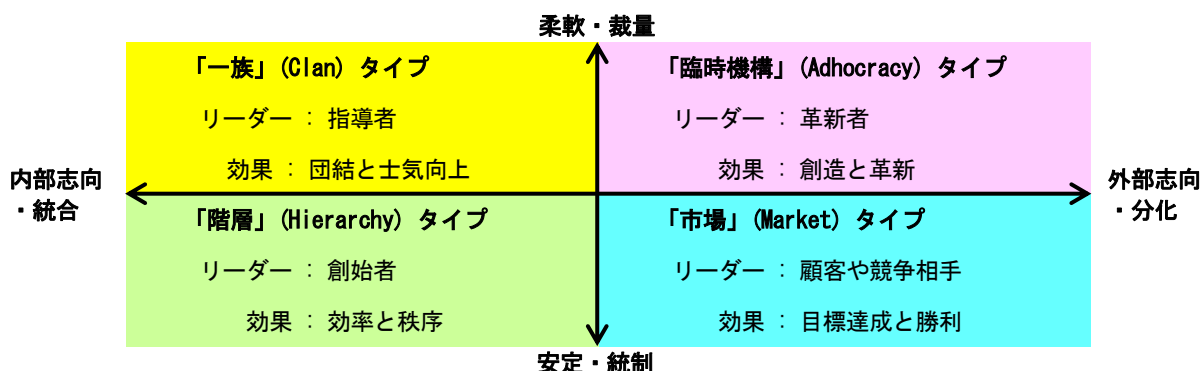 柔軟・裁量
「一族」(Clan) タイプ
リーダー : 指導者
効果 : 団結と士気向上
「臨時機構」(Adhocracy) タイプ
リーダー : 革新者
効果 : 創造と革新
内部志向
・統合
外部志向
・分化
「階層」(Hierarchy) タイプ
リーダー : 創始者
効果 : 効率と秩序
「市場」(Market) タイプ
リーダー : 顧客や競争相手
効果 : 目標達成と勝利
安定・統制